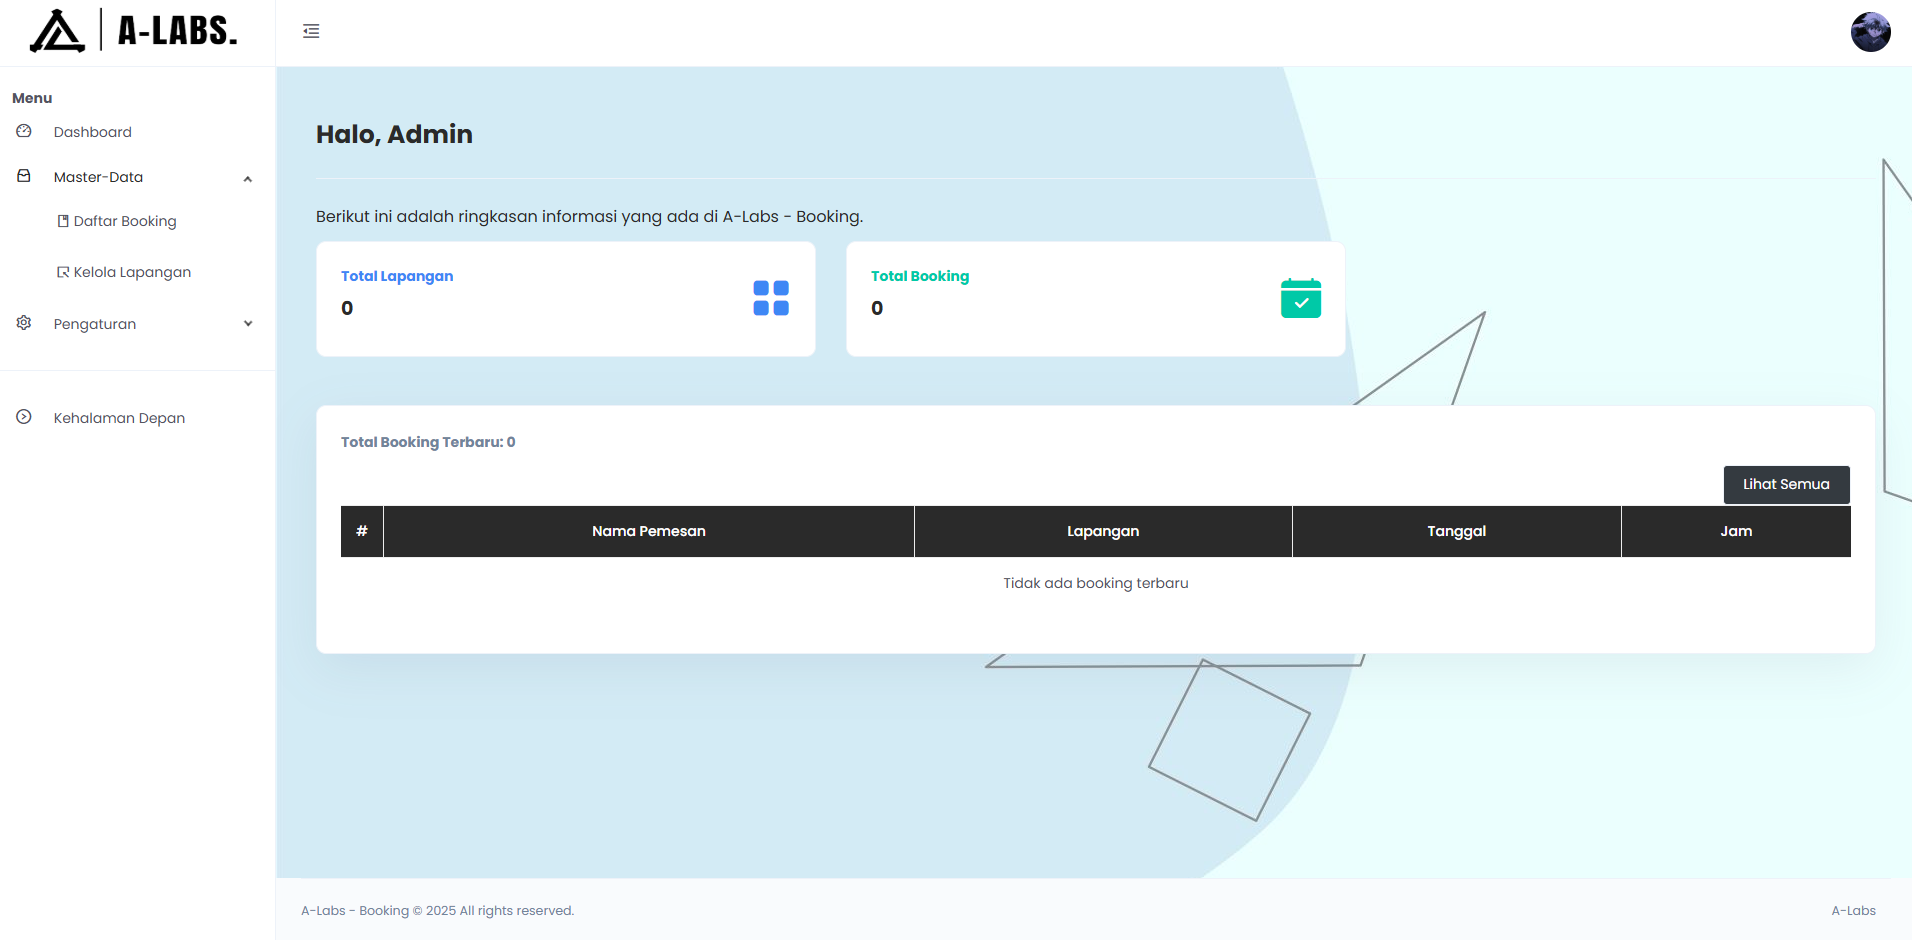 A-LABS.
Menu
Dashboard
Master-Data
Daftar Booking
Kelola Lapangan
Pengaturan
Kehalaman Depan
Halo, Admin
Berikut ini adalah ringkasan informasi yang ada di A-Labs - Booking.
Total Lapangan
0
Total Booking
0
Total Booking Terbaru: 0
Lihat Semua
# Nama Pemesan Lapangan Tanggal Jam
Tidak ada booking terbaru
A-Labs - Booking © 2025 All rights reserved. A-Labs